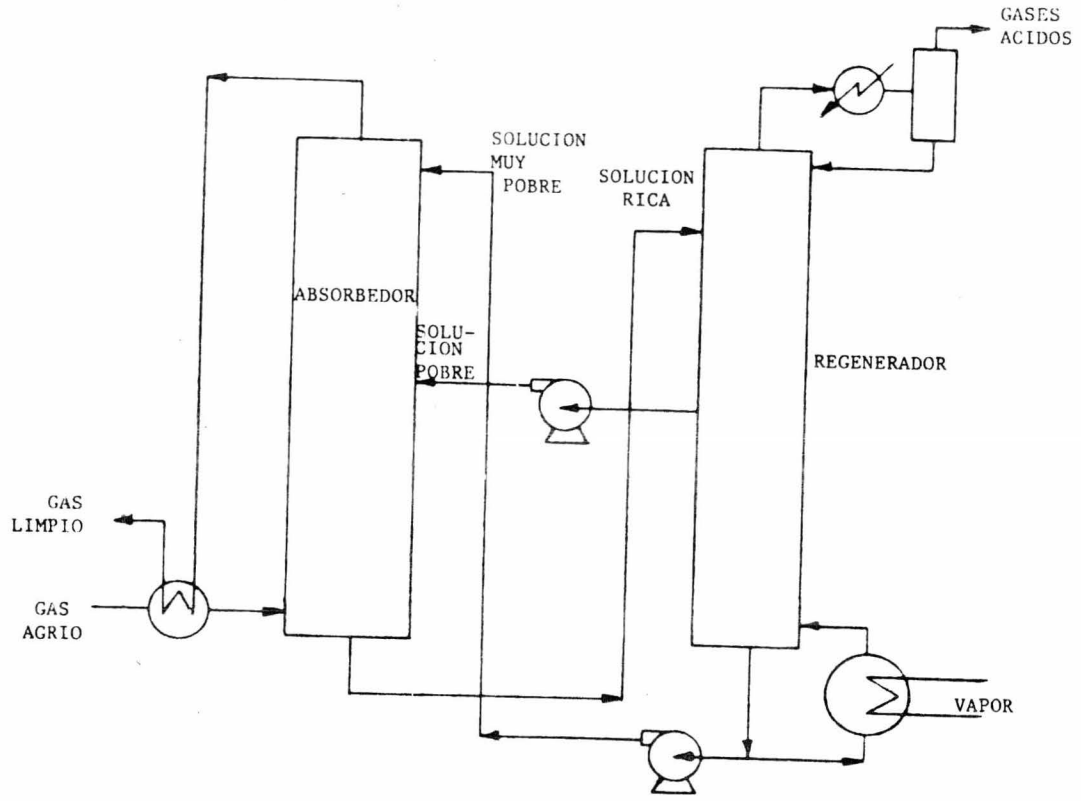 GASES
ACIDOS
SOLUCION
MUY
POBRE
SOLUCION
RICA
ABSORBEDOR
SOLU-
CION
POBRE
REGENERADOR
GAS
LIMPIO
GAS
AGRIO
VAPOR